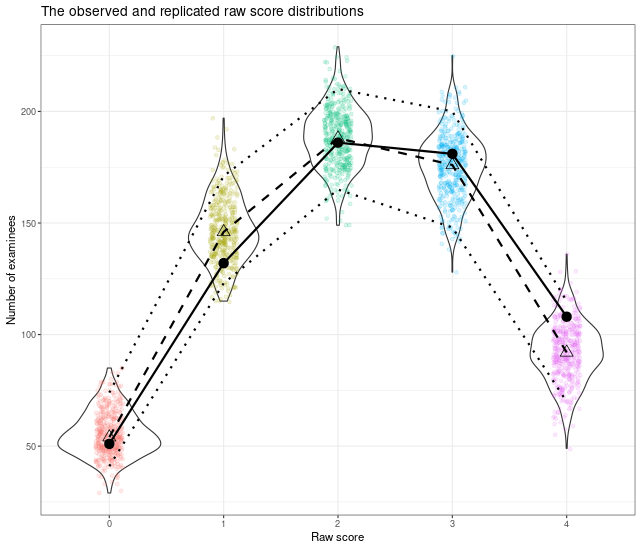 The observed and replicated raw score distributions
Number of examinees
200
150
100
50
0 1 2 3 4
Raw score